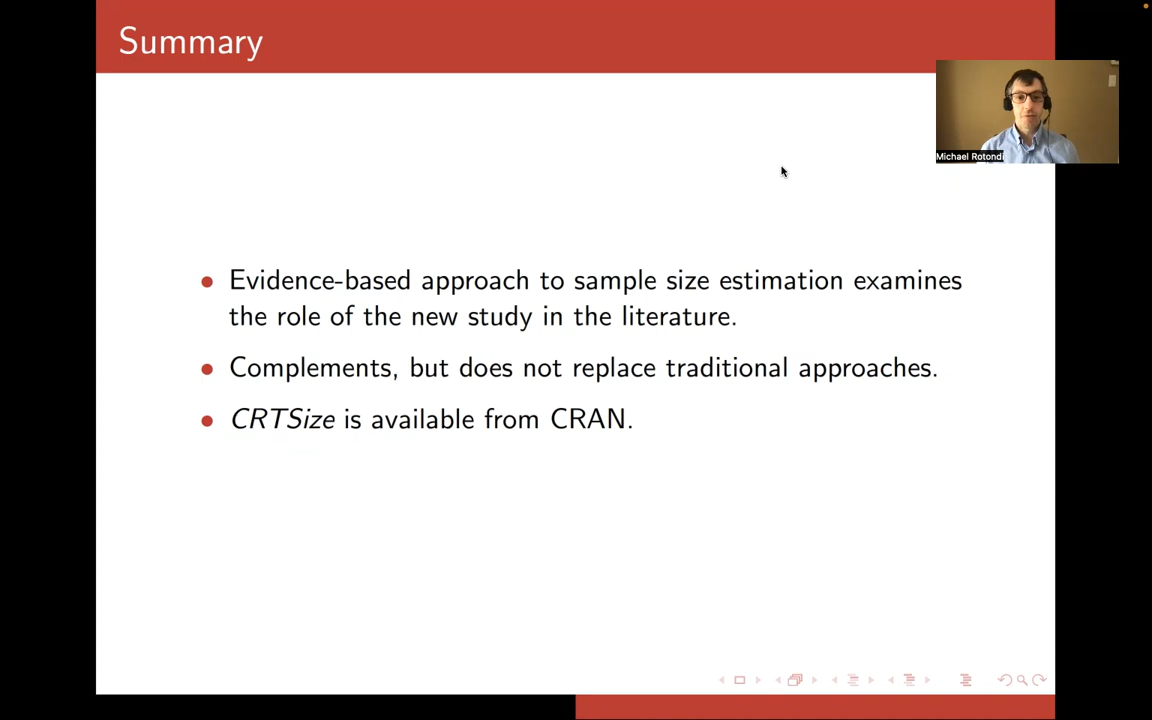 Summary
Michael Rotondi
• Evidence-based approach to sample size estimation examines
the role of the new study in the literature.
• Complements, but does not replace traditional approaches.
• CRTSize is available from CRAN.